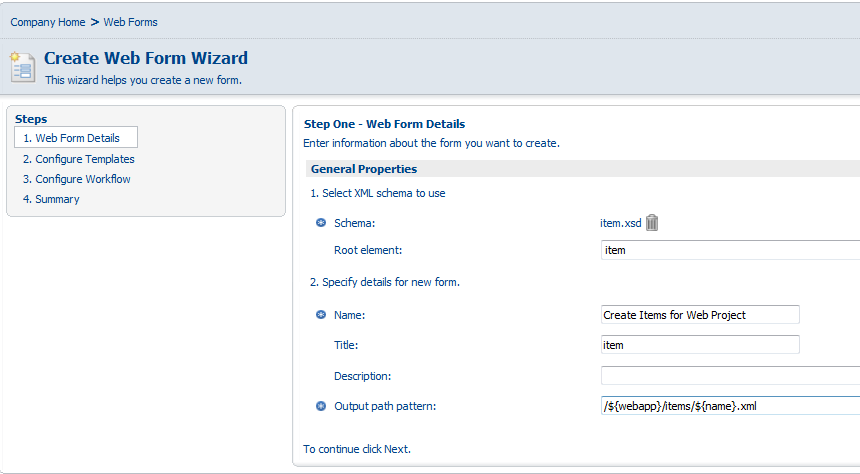 Company Home > Web Forms
Create Web Form Wizard
This wizard helps you create a new form.
Steps
1. Web Form Details
2. Configure Templates
3. Configure Workflow
4. Summary
Step One - Web Form Details
Enter information about the form you want to create.
General Properties
1. Select XML schema to use
Schema: item.xsd
Root element: item
2. Specify details for new form.
Name: Create Items for Web Project
Title: item
Description:
Output path pattern: /${webapp}/items/${name}.xml
To continue click Next.